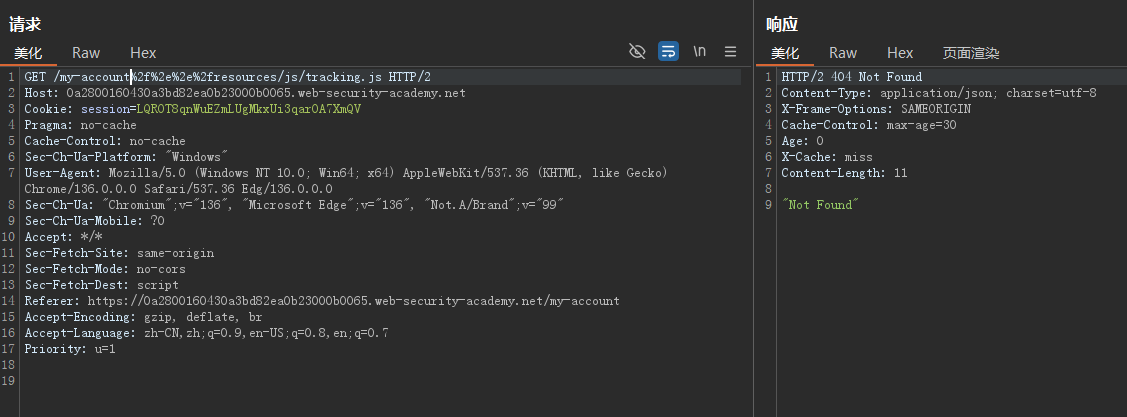 请求
美化 Raw Hex
\n
1 GET /my-account%2f%2e%2e%2fresources/js/tracking.js HTTP/2
2 Host: 0a2800160430a3bd82ea0b23000b0065.web-security-academy.net
3 Cookie: session=LQROT8qnWuEZmLUgMkxUi3qarOA7XmQV
4 Pragma: no-cache
5 Cache-Control: no-cache
6 Sec-Ch-Ua-Platform: "Windows"
7 User-Agent: Mozilla/5.0 (Windows NT 10.0; Win64; x64) AppleWebKit/537.36 (KHTML, like Gecko)
Chrome/136.0.0.0 Safari/537.36 Edg/136.0.0.0
8 Sec-Ch-Ua: "Chromium";v="136", "Microsoft Edge";v="136", "Not.A/Brand";v="99"
9 Sec-Ch-Ua-Mobile: ?0
10 Accept: */*
11 Sec-Fetch-Site: same-origin
12 Sec-Fetch-Mode: no-cors
13 Sec-Fetch-Dest: script
14 Referer: https://0a2800160430a3bd82ea0b23000b0065.web-security-academy.net/my-account
15 Accept-Encoding: gzip, deflate, br
16 Accept-Language: zh-CN,zh;q=0.9,en-US;q=0.8,en;q=0.7
17 Priority: u=1
18
19
响应
美化 Raw Hex 页面渲染
1 HTTP/2 404 Not Found
2 Content-Type: application/json; charset=utf-8
3 X-Frame-Options: SAMEORIGIN
4 Cache-Control: max-age=30
5 Age: 0
6 X-Cache: miss
7 Content-Length: 11
8
9 "Not Found"